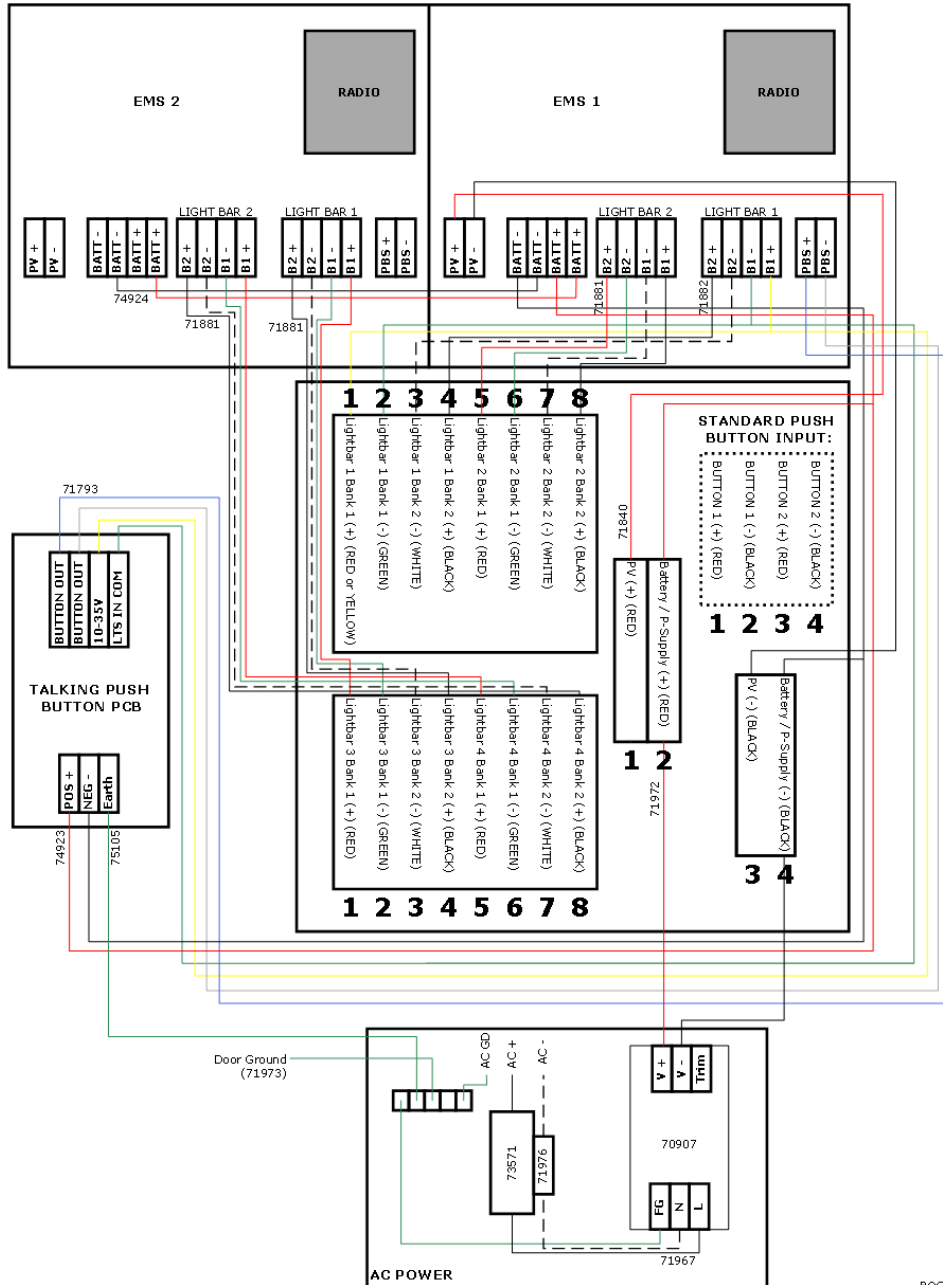 EMS 2
RADIO
EMS 1
RADIO
LIGHT BAR 2
LIGHT BAR 1
LIGHT BAR 2
LIGHT BAR 1
PV +
PV -
BATT -
BATT -
BATT +
BATT +
B2 +
B2 -
B1 -
B1 +
B2 +
B2 -
B1 -
B1 +
PBS +
PBS -
PV +
PV -
BATT -
BATT -
BATT +
BATT +
B2 +
B2 -
B1 -
B1 +
B2 +
B2 -
B1 -
B1 +
PBS +
PBS -
74924
71881
71881
71881
71882
1 2 3 4 5 6 7 8
Lightbar 1 Bank 1 (+) (RED or YELLOW)
Lightbar 1 Bank 1 (-) (GREEN)
Lightbar 1 Bank 2 (-) (WHITE)
Lightbar 1 Bank 2 (+) (BLACK)
Lightbar 2 Bank 1 (+) (RED)
Lightbar 2 Bank 1 (-) (GREEN)
Lightbar 2 Bank 2 (-) (WHITE)
Lightbar 2 Bank 2 (+) (BLACK)
STANDARD PUSH
BUTTON INPUT:
BUTTON 1 (+) (RED)
BUTTON 1 (-) (BLACK)
BUTTON 2 (+) (RED)
BUTTON 2 (-) (BLACK)
1 2 3 4
71793
BUTTON OUT
BUTTON OUT
10-35V
LTS IN COM
TALKING PUSH
BUTTON PCB
POS +
NEG -
Earth
74923
75105
71840
PV (+) (RED)
Battery / P-Supply (+) (RED)
1 2
71972
PV (-) (BLACK)
Battery / P-Supply (-) (BLACK)
3 4
Lightbar 3 Bank 1 (+) (RED)
Lightbar 3 Bank 1 (-) (GREEN)
Lightbar 3 Bank 2 (-) (WHITE)
Lightbar 3 Bank 2 (+) (BLACK)
Lightbar 4 Bank 1 (+) (RED)
Lightbar 4 Bank 1 (-) (GREEN)
Lightbar 4 Bank 2 (-) (WHITE)
Lightbar 4 Bank 2 (+) (BLACK)
1 2 3 4 5 6 7 8
Door Ground
(71973)
AC GD
AC +
AC -
73571
71976
V +
V -
Trim
70907
FG
N
L
71967
AC POWER